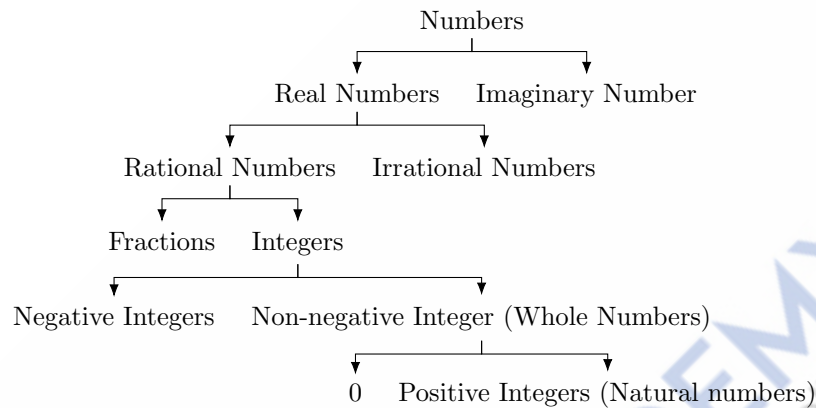 Numbers
Real Numbers Imaginary Number
Rational Numbers Irrational Numbers
Fractions Integers
Negative Integers Non-negative Integer (Whole Numbers)
0 Positive Integers (Natural numbers)